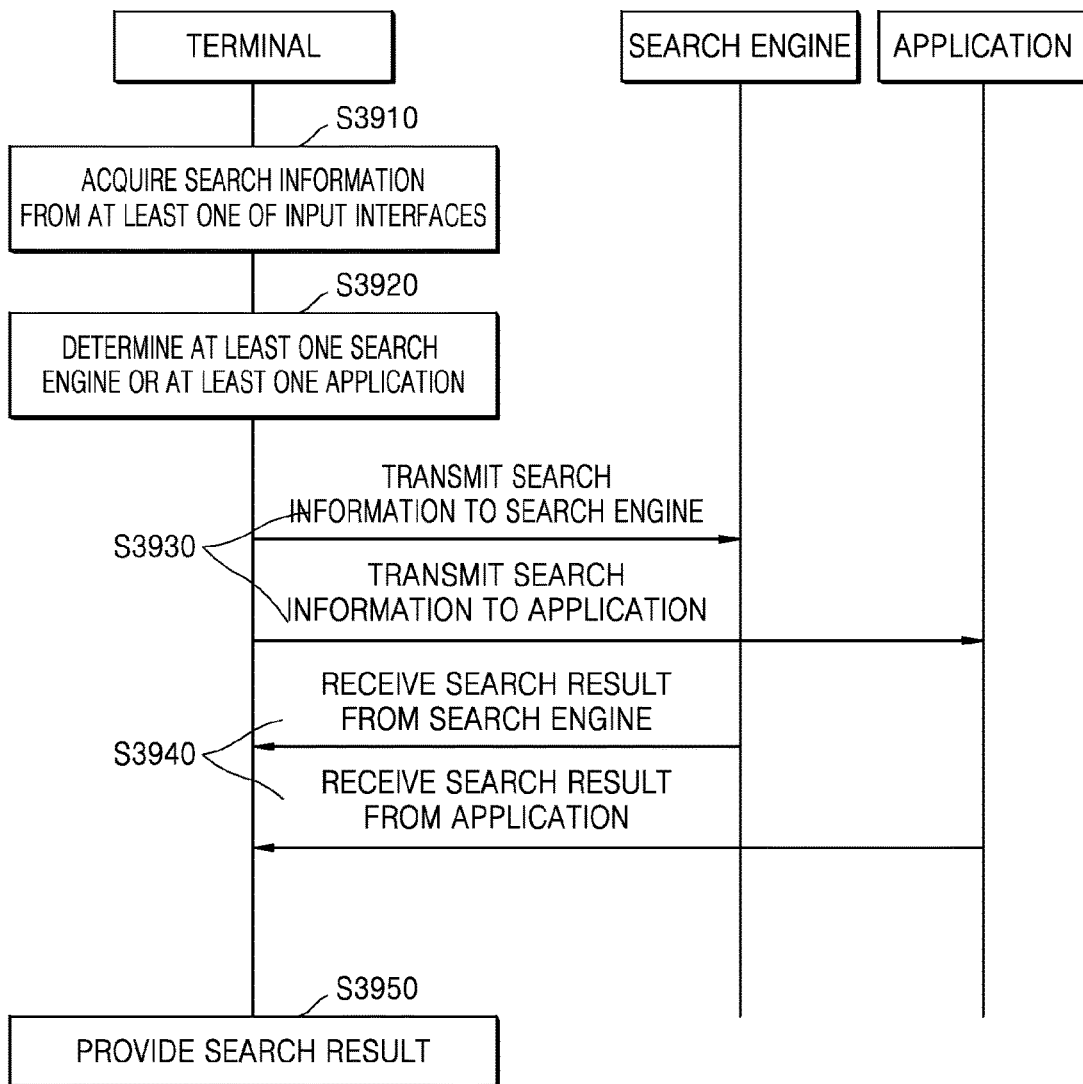 TERMINAL
SEARCH ENGINE
APPLICATION
S3910
ACQUIRE SEARCH INFORMATION
FROM AT LEAST ONE OF INPUT INTERFACES
S3920
DETERMINE AT LEAST ONE SEARCH
ENGINE OR AT LEAST ONE APPLICATION
TRANSMIT SEARCH
INFORMATION TO SEARCH ENGINE
S3930
TRANSMIT SEARCH
INFORMATION TO APPLICATION
RECEIVE SEARCH RESULT
FROM SEARCH ENGINE
S3940
RECEIVE SEARCH RESULT
FROM APPLICATION
S3950
PROVIDE SEARCH RESULT